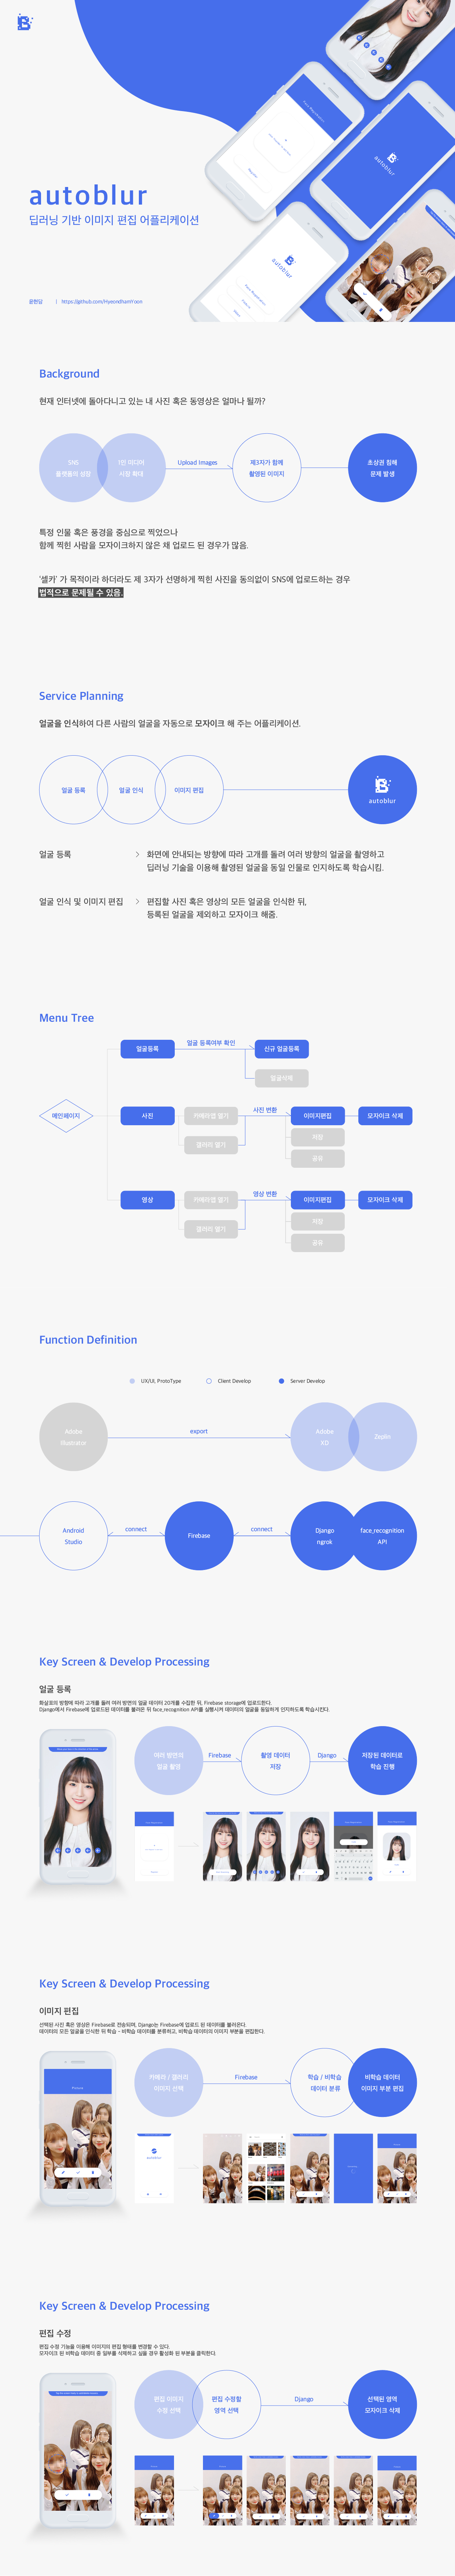 autoblur
딥러닝 기반 이미지 편집 어플리케이션
윤현담 | https://github.com/HyeondhamYoon
autoblur
autoblur
Background
현재 인터넷에 돌아다니고 있는 내 사진 혹은 동영상은 얼마나 될까?
SNS
플랫폼의 성장
1인 미디어
시장 확대
Upload Images
제3자가 함께
촬영된 이미지
초상권 침해
문제 발생
특정 인물 혹은 풍경을 중심으로 찍었으나
함께 찍힌 사람을 모자이크하지 않은 채 업로드 된 경우가 많음.
'셀카' 가 목적이라 하더라도 제 3자가 선명하게 찍힌 사진을 동의없이 SNS에 업로드하는 경우
법적으로 문제될 수 있음.
Service Planning
얼굴을 인식하여 다른 사람의 얼굴을 자동으로 모자이크 해 주는 어플리케이션.
얼굴 등록
얼굴 인식
이미지 편집
autoblur
얼굴 등록 > 화면에 안내되는 방향에 따라 고개를 돌려 여러 방향의 얼굴을 촬영하고
딥러닝 기술을 이용해 촬영된 얼굴을 동일 인물로 인지하도록 학습시킴.
얼굴 인식 및 이미지 편집 > 편집할 사진 혹은 영상의 모든 얼굴을 인식한 뒤,
등록된 얼굴을 제외하고 모자이크 해줌.
Menu Tree
얼굴등록
얼굴 등록여부 확인
신규 얼굴등록
얼굴삭제
메인페이지
사진
카메라앱 열기
사진 변환
이미지편집
모자이크 삭제
저장
갤러리 열기
공유
영상
카메라앱 열기
영상 변환
이미지편집
모자이크 삭제
저장
갤러리 열기
공유
Function Definition
UX/UI, ProtoType
Client Develop
Server Develop
Adobe
Illustrator
export
Adobe
XD
Zeplin
Android
Studio
connect
Firebase
connect
Django
ngrok
face_recognition
API
Key Screen & Develop Processing
얼굴 등록
화살표의 방향에 따라 고개를 돌려 여러 방면의 얼굴 데이터 20개를 수집한 뒤, Firebase storage에 업로드한다.
Django에서 Firebase에 업로드된 데이터를 불러온 뒤 face_recognition API를 실행시켜 데이터의 얼굴을 동일하게 인지하도록 학습시킨다.
여러 방면의
얼굴 촬영
Firebase
촬영 데이터
저장
Django
저장된 데이터로
학습 진행
Key Screen & Develop Processing
이미지 편집
선택된 사진 혹은 영상은 Firebase로 전송되며, Django는 Firebase에 업로드 된 데이터를 불러온다.
데이터의 모든 얼굴을 인식한 뒤 학습 - 비학습 데이터를 분류하고, 비학습 데이터의 이미지 부분을 편집한다.
카메라 / 갤러리
이미지 선택
Firebase
학습 / 비학습
데이터 분류
비학습 데이터
이미지 부분 편집
Picture
autoblur
Key Screen & Develop Processing
편집 수정
편집 수정 기능을 이용해 이미지의 편집 형태를 변경할 수 있다.
모자이크 된 비학습 데이터 중 일부를 삭제하고 싶을 경우 활성화 된 부분을 클릭한다.
편집 이미지
수정 선택
편집 수정할
영역 선택
Django
선택된 영역
모자이크 삭제